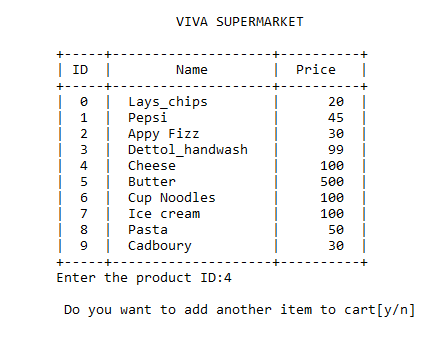 VIVA SUPERMARKET
+-----+--------------------+----------+
| ID | Name | Price |
+-----+--------------------+----------+
| 0 | Lays_chips | 20 |
| 1 | Pepsi | 45 |
| 2 | Appy Fizz | 30 |
| 3 | Dettol_handwash | 99 |
| 4 | Cheese | 100 |
| 5 | Butter | 500 |
| 6 | Cup Noodles | 100 |
| 7 | Ice cream | 100 |
| 8 | Pasta | 50 |
| 9 | Cadboury | 30 |
+-----+--------------------+----------+
Enter the product ID:4
Do you want to add another item to cart[y/n]